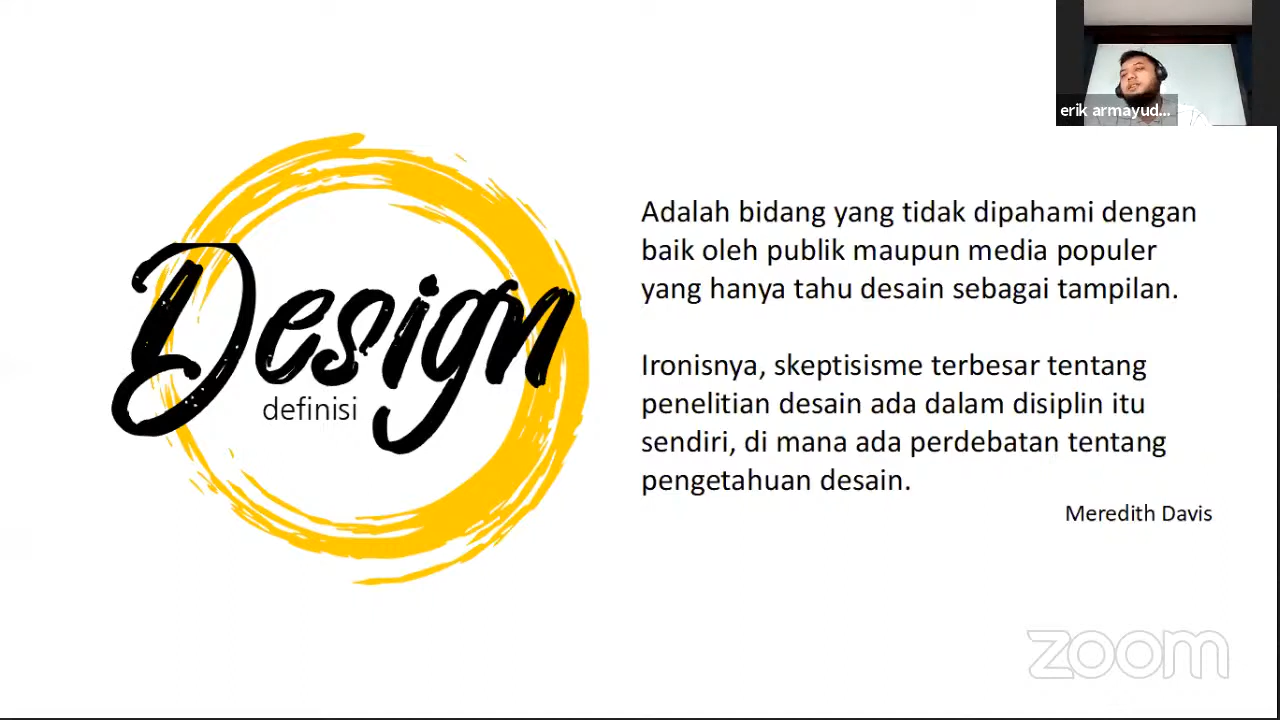 erik armayud...
Design
definisi
Adalah bidang yang tidak dipahami dengan
baik oleh publik maupun media populer
yang hanya tahu desain sebagai tampilan.
Ironisnya, skeptisisme terbesar tentang
penelitian desain ada dalam disiplin itu
sendiri, di mana ada perdebatan tentang
pengetahuan desain.
Meredith Davis
zoom